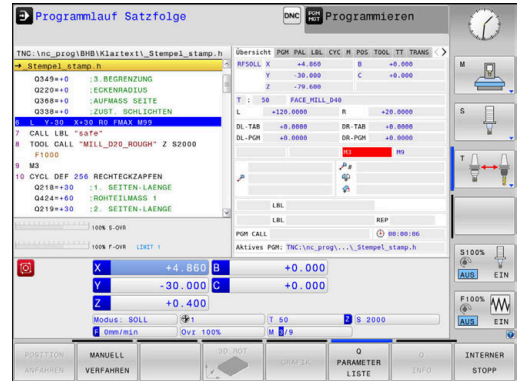 Programmlauf Satzfolge
DNC
PGM MGT
Programmieren
TNC:\nc_prog\BHB\Klartext\_Stempel_stamp.h
→_Stempel_stamp.h
Q349=+0 ;3.BEGRENZUNG
Q220=+0 ;ECKENRADIUS
Q368=+0 ;AUFMASS SEITE
Q338=+0 ;ZUST. SCHLICHTEN
6 L Y-30 X+30 R0 FMAX M99
7 CALL LBL "safe"
8 TOOL CALL "MILL_D20_ROUGH" Z S2000
F1000
9 M3
10 CYCL DEF 256 RECHTECKZAPFEN
Q218=+30 ;1. SEITEN-LAENGE
Q424=+60 ;ROHTEILMASS 1
Q219=+30 ;2. SEITEN-LAENGE
100% S-OVR
100% F-OVR LIMIT 1
Übersicht PGM PAL LBL CYC M POS TOOL TT TRANS
RFSOLL X +4.860 B +0.000
Y -30.000 C +0.000
Z -79.600
T : 50 FACE_MILL_D40
L +120.0000 R +20.0000
DL-TAB +0.0000 DR-TAB +0.0000
DL-PGM +0.0000 DR-PGM +0.0000
M3 M9
LBL
LBL REP
PGM CALL 00:00:06
Aktives PGM: TNC:\nc_prog\...\_Stempel_stamp.h
X +4.860 B +0.000
Y -30.000 C +0.000
Z +0.400
Modus: SOLL 1 T 50 Z S 2000
F 0mm/min Ovr 100% M 3/9
M
S
T
S100%
AUS EIN
F100%
AUS EIN
POSITION ANFAHREN
MANUELL VERFAHREN
3D ROT
GRAFIK
Q PARAMETER LISTE
Q INFO
INTERNER STOPP